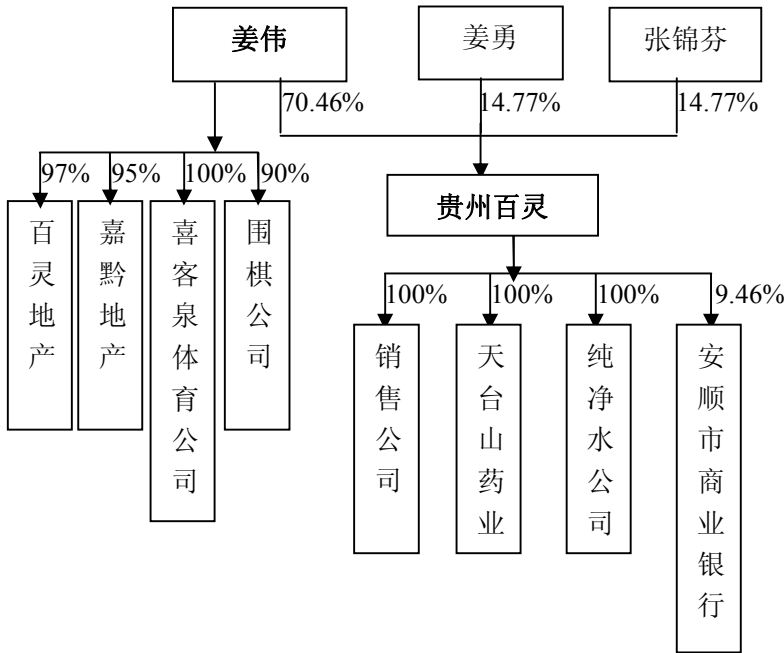 姜伟
姜勇
张锦芬
70.46%
14.77%
14.77%
97%
95%
100%
90%
百灵地产
嘉黔地产
喜客泉体育公司
围棋公司
贵州百灵
100%
100%
100%
9.46%
销售公司
天台山药业
纯净水公司
安顺市商业银行